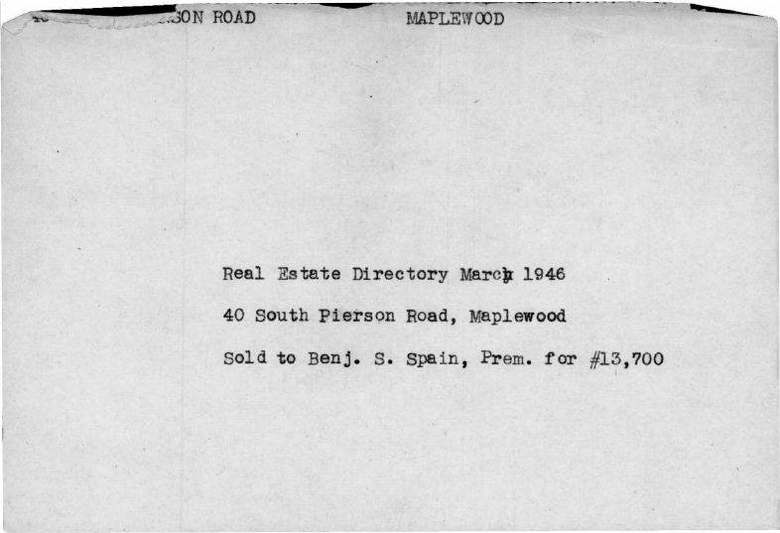 SON ROAD MAPLEWOOD
Real Estate Directory March 1946
40 South Pierson Road, Maplewood
Sold to Benj. S. Spain, Prem. for #13,700